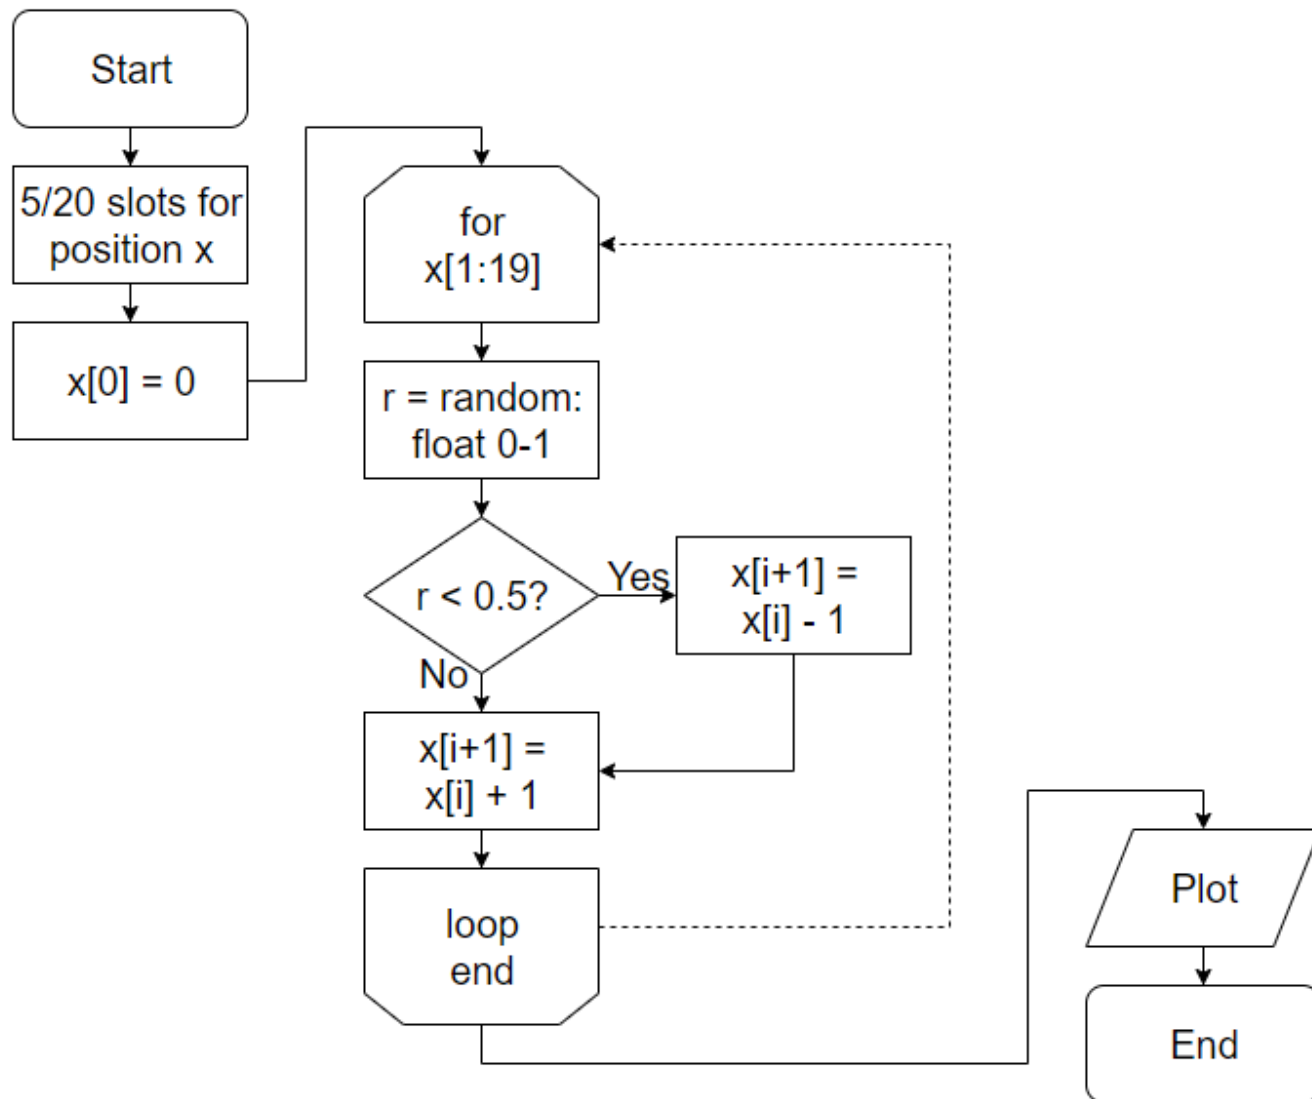 Start
5/20 slots for
position x
x[0] = 0
for
x[1:19]
r = random:
float 0-1
r < 0.5?
Yes
x[i+1] =
x[i] - 1
No
x[i+1] =
x[i] + 1
loop
end
Plot
End